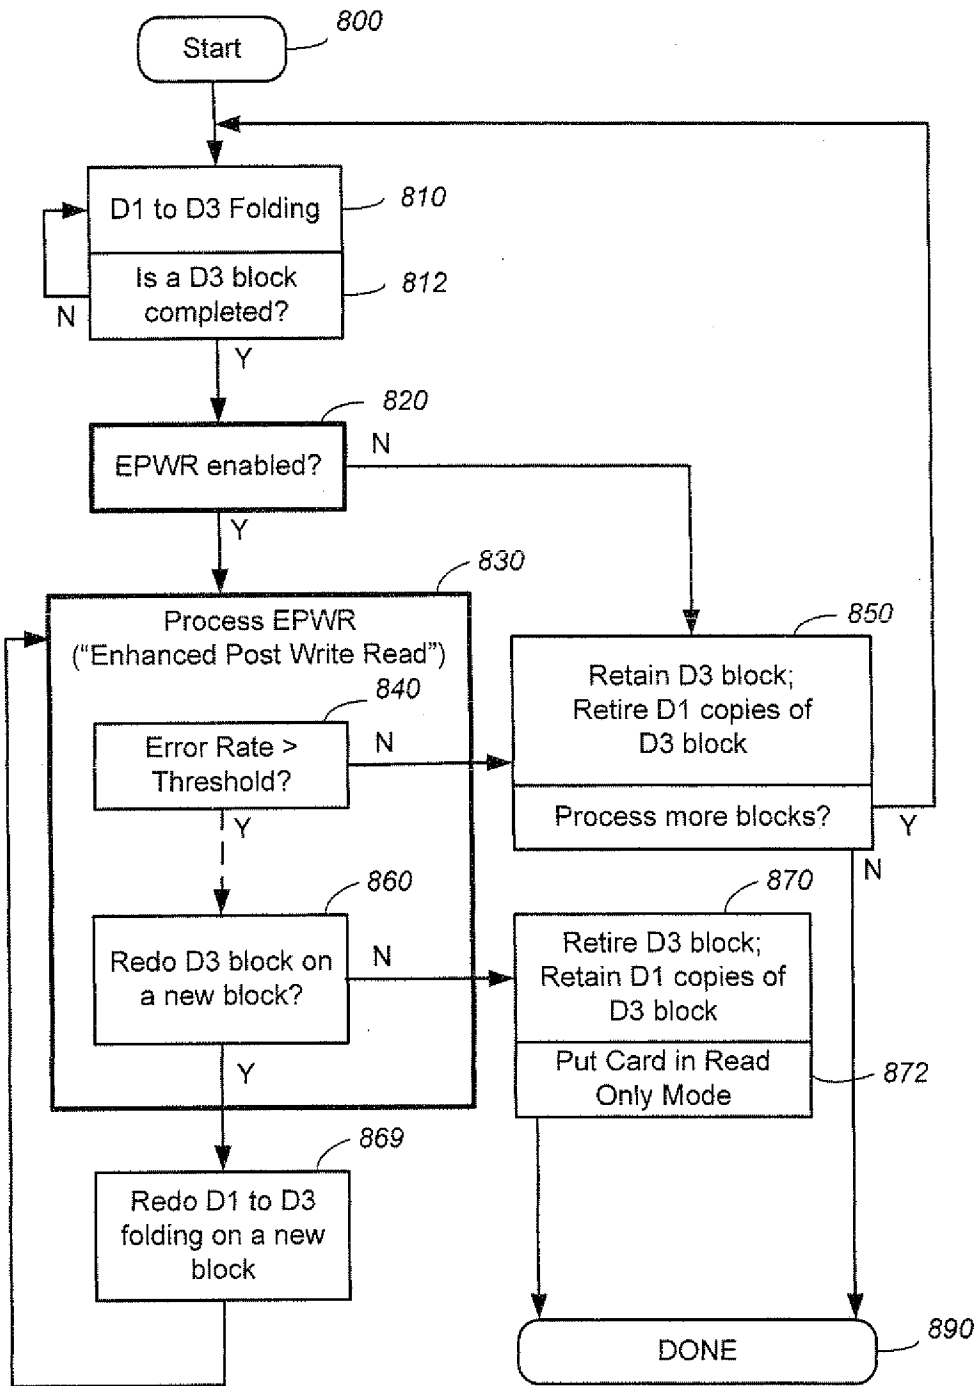 800
Start
D1 to D3 Folding
810
Is a D3 block
completed?
812
N
Y
820
EPWR enabled?
N
Y
830
Process EPWR
(“Enhanced Post Write Read”)
840
Error Rate >
Threshold?
N
Y
850
Retain D3 block;
Retire D1 copies of
D3 block
Process more blocks?
Y
N
860
Redo D3 block on
a new block?
N
Y
870
Retire D3 block;
Retain D1 copies of
D3 block
Put Card in Read
Only Mode
872
869
Redo D1 to D3
folding on a new
block
DONE
890